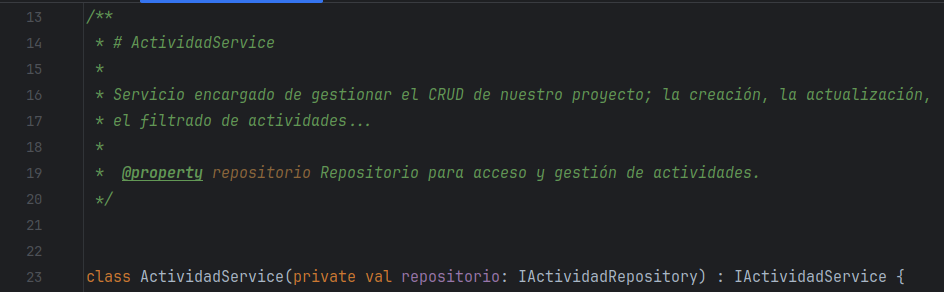 13 /**
14 * # ActividadService
15 *
16 * Servicio encargado de gestionar el CRUD de nuestro proyecto; la creación, la actualización,
17 * el filtrado de actividades...
18 *
19 * @property repositorio Repositorio para acceso y gestión de actividades.
20 */
21
22
23 class ActividadService(private val repositorio: IActividadRepository) : IActividadService {